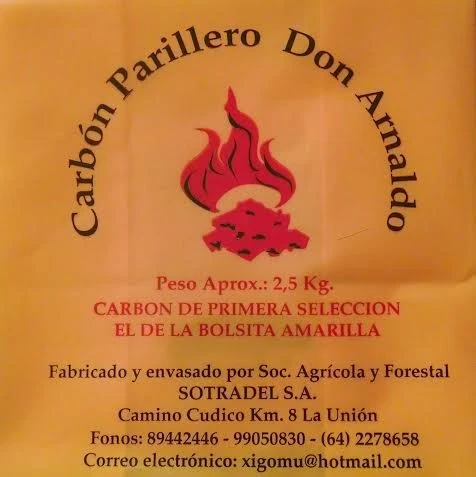 Carbón Parillero Don Arnaldo
Peso Aprox.: 2,5 Kg.
CARBON DE PRIMERA SELECCION
EL DE LA BOLSITA AMARILLA
Fabricado y envasado por Soc. Agrícola y Forestal
SOTRADEL S.A.
Camino Cudico Km. 8 La Unión
Fonos: 89442446 - 99050830 - (64) 2278658
Correo electrónico: xigomu@hotmail.com